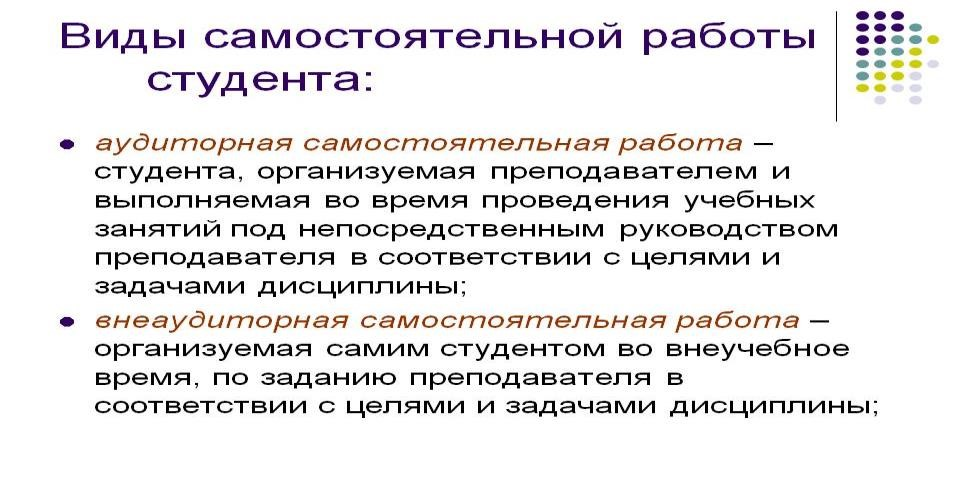 Виды самостоятельной работы
студента:
аудиторная самостоятельная работа –
студента, организуемая преподавателем и
выполняемая во время проведения учебных
занятий под непосредственным руководством
преподавателя в соответствии с целями и
задачами дисциплины;
внеаудиторная самостоятельная работа –
организуемая самим студентом во внеучебное
время, по заданию преподавателя в
соответствии с целями и задачами дисциплины;